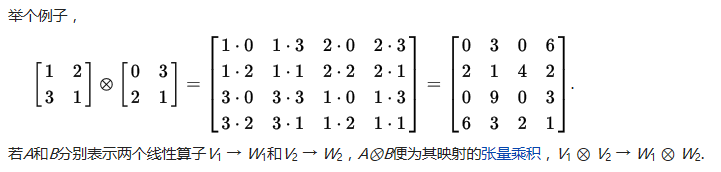 举个例子，
[1 2; 3 1] ⊗ [0 3; 2 1] = [1·0 1·3 2·0 2·3; 1·2 1·1 2·2 2·1; 3·0 3·3 1·0 1·3; 3·2 3·1 1·2 1·1] = [0 3 0 6; 2 1 4 2; 0 9 0 3; 6 3 2 1].
若A和B分别表示两个线性算子V₁ → W₁和V₂ → W₂，A⊗B便为其映射的张量乘积，V₁ ⊗ V₂ → W₁ ⊗ W₂.